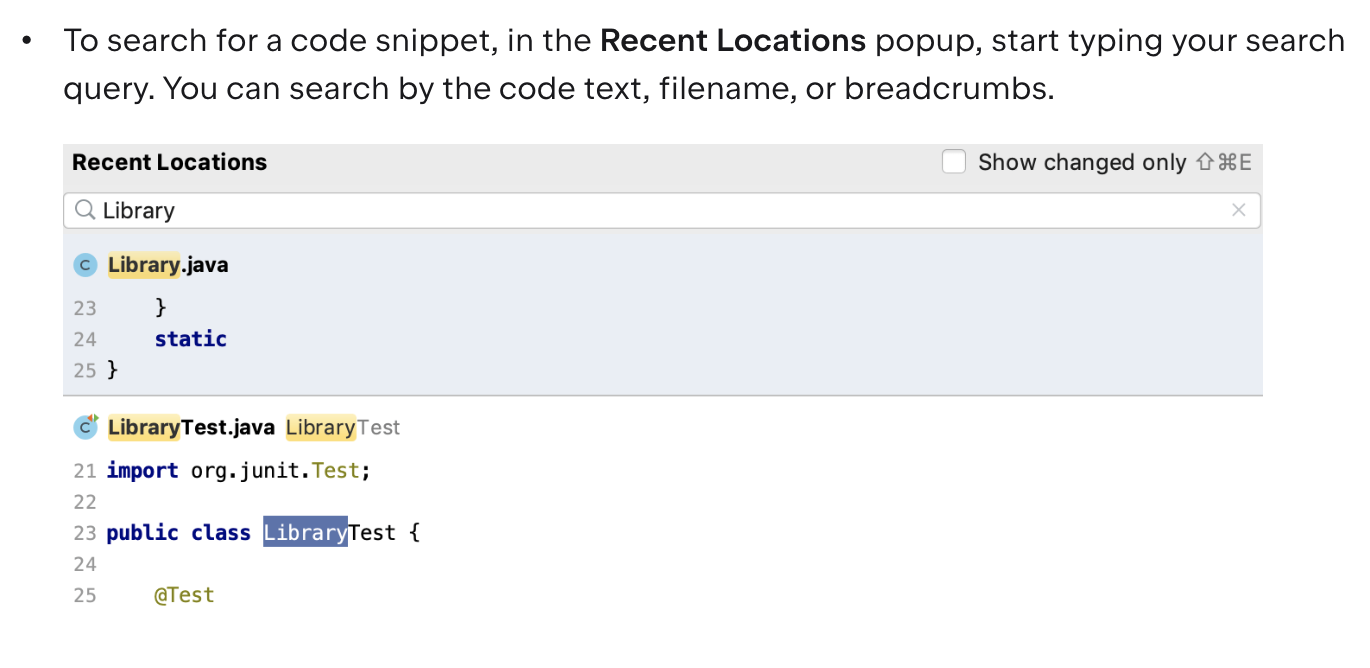 • To search for a code snippet, in the Recent Locations popup, start typing your search
query. You can search by the code text, filename, or breadcrumbs.
Recent Locations Show changed only ⇧⌘E
Library
C Library.java
23     }
24     static
25 }
C LibraryTest.java LibraryTest
21 import org.junit.Test;
22
23 public class LibraryTest {
24
25     @Test